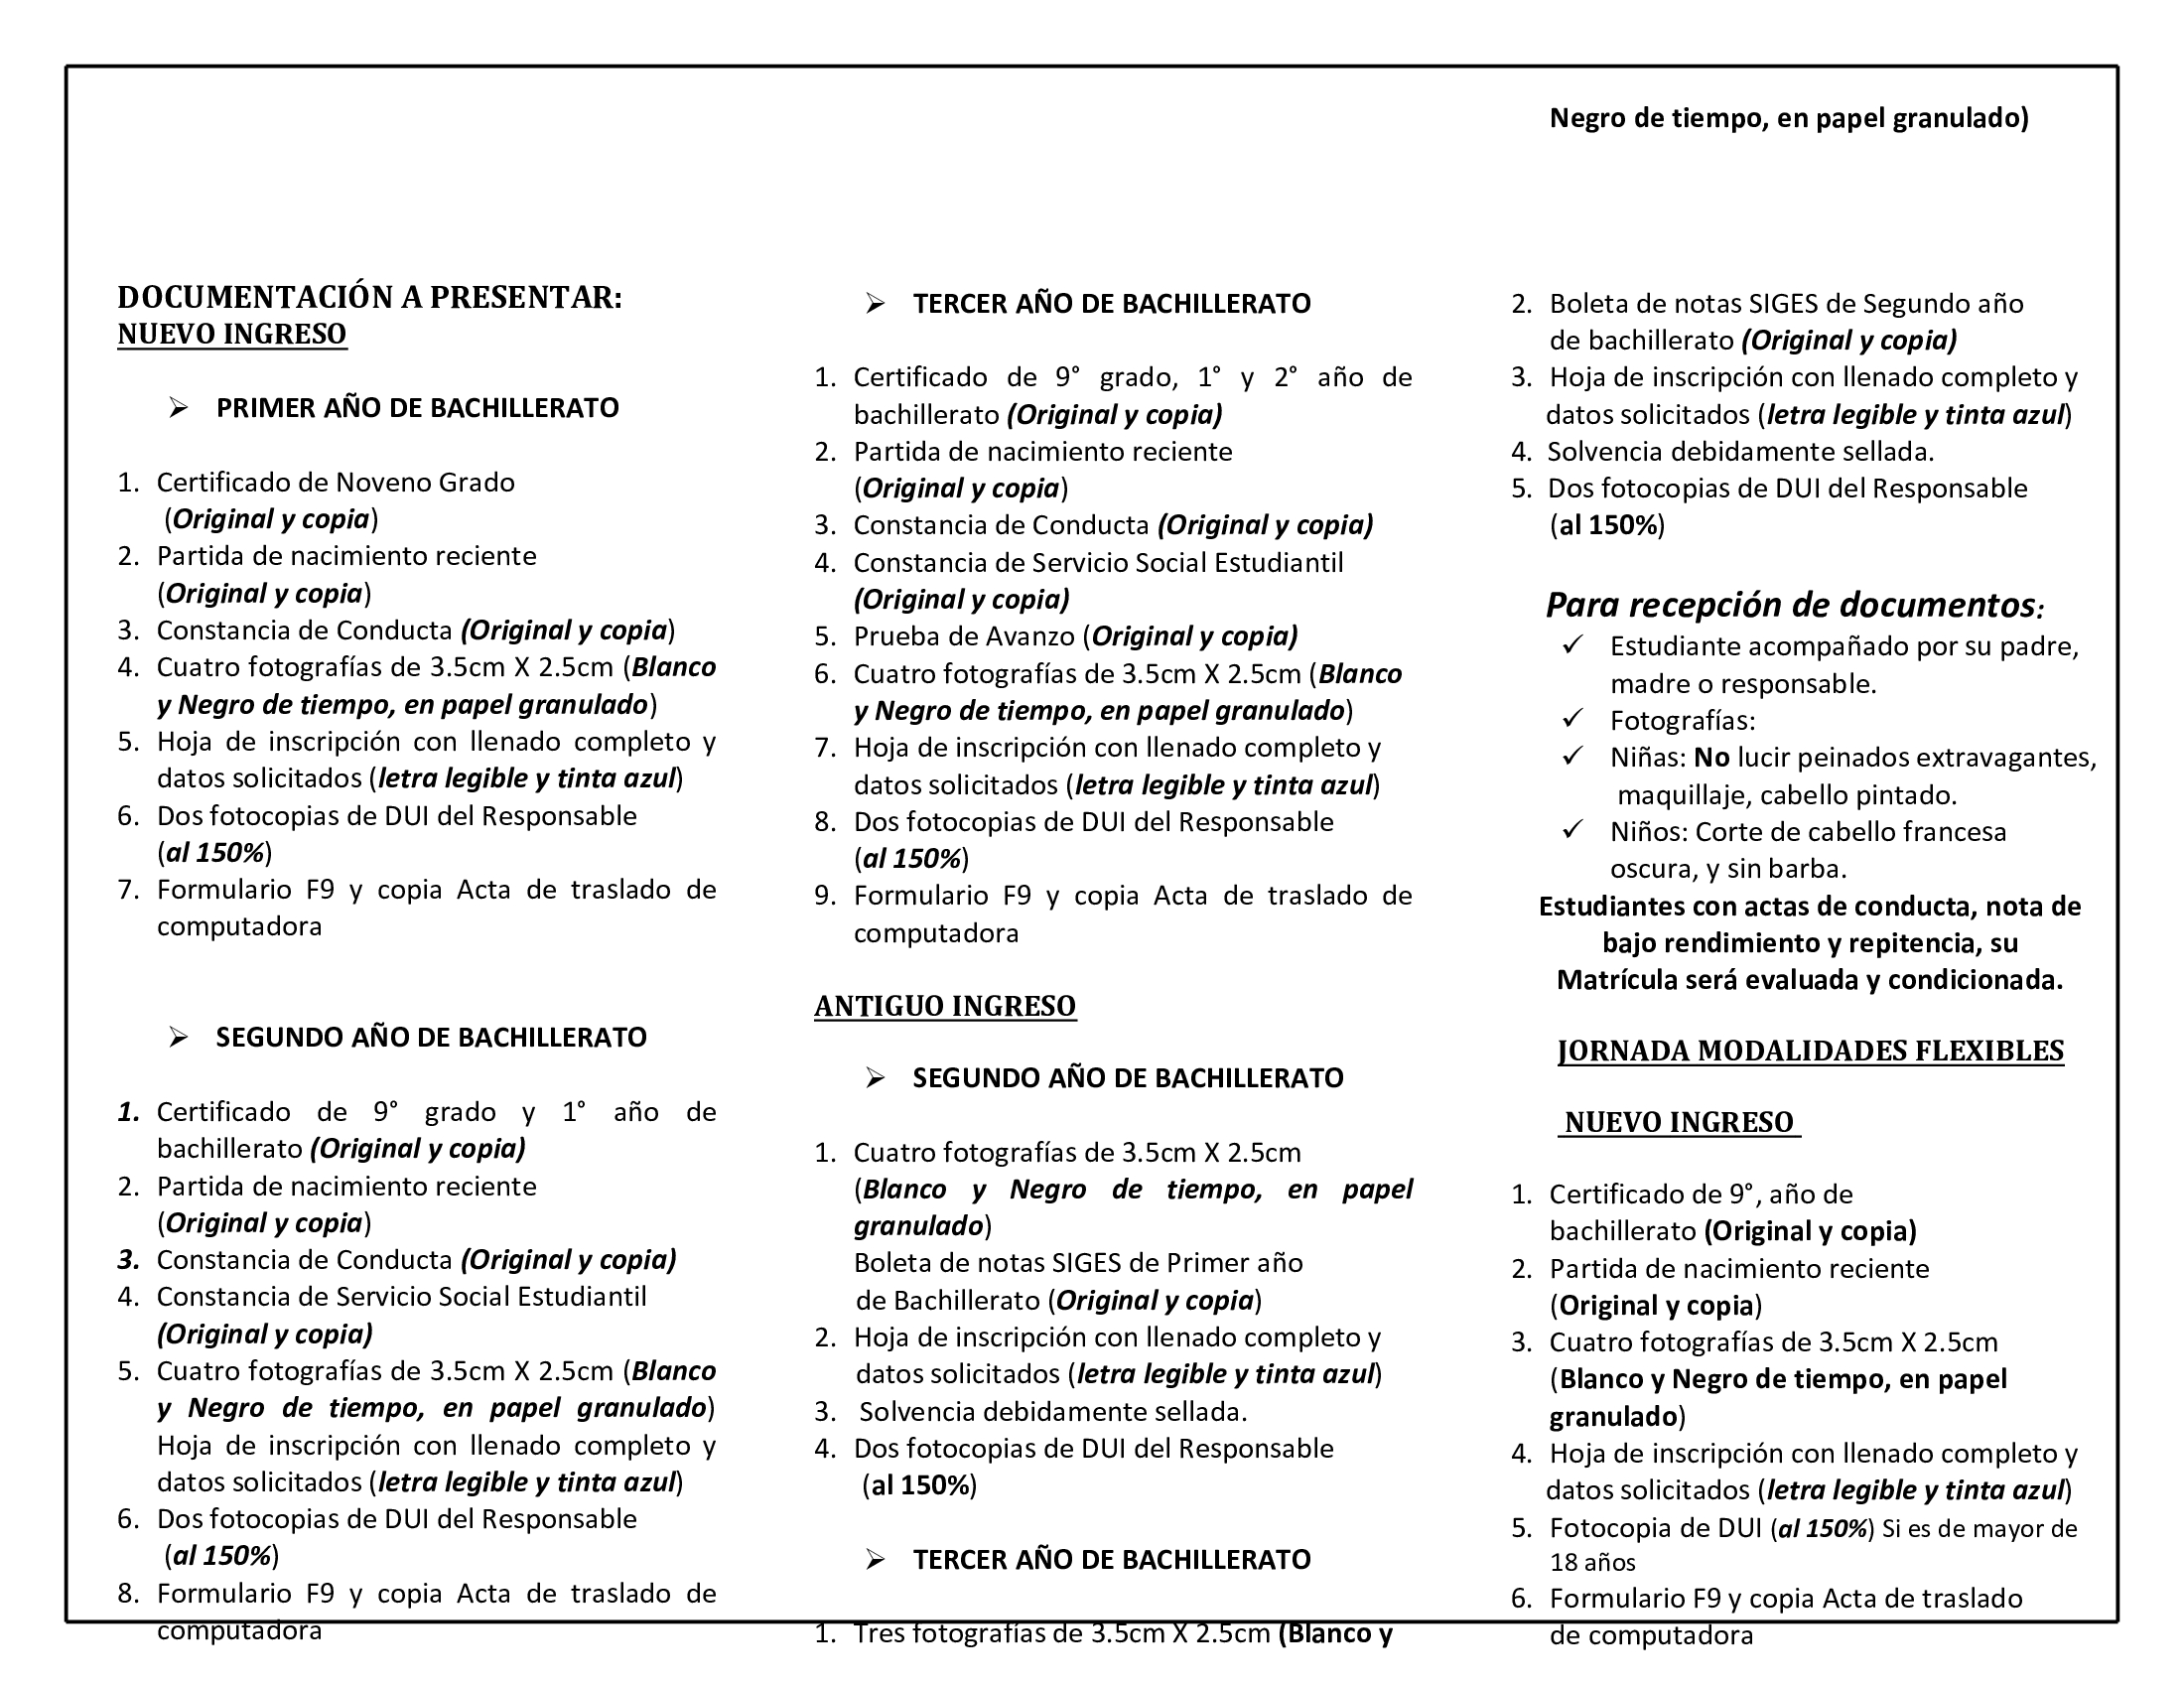 DOCUMENTACIÓN A PRESENTAR:
NUEVO INGRESO
➢ PRIMER AÑO DE BACHILLERATO
1. Certificado de Noveno Grado
(Original y copia)
2. Partida de nacimiento reciente
(Original y copia)
3. Constancia de Conducta (Original y copia)
4. Cuatro fotografías de 3.5cm X 2.5cm (Blanco
y Negro de tiempo, en papel granulado)
5. Hoja de inscripción con llenado completo y
datos solicitados (letra legible y tinta azul)
6. Dos fotocopias de DUI del Responsable
(al 150%)
7. Formulario F9 y copia Acta de traslado de
computadora
➢ SEGUNDO AÑO DE BACHILLERATO
1. Certificado de 9° grado y 1° año de
bachillerato (Original y copia)
2. Partida de nacimiento reciente
(Original y copia)
3. Constancia de Conducta (Original y copia)
4. Constancia de Servicio Social Estudiantil
(Original y copia)
5. Cuatro fotografías de 3.5cm X 2.5cm (Blanco
y Negro de tiempo, en papel granulado)
Hoja de inscripción con llenado completo y
datos solicitados (letra legible y tinta azul)
6. Dos fotocopias de DUI del Responsable
(al 150%)
8. Formulario F9 y copia Acta de traslado de
computadora
➢ TERCER AÑO DE BACHILLERATO
1. Certificado de 9° grado, 1° y 2° año de
bachillerato (Original y copia)
2. Partida de nacimiento reciente
(Original y copia)
3. Constancia de Conducta (Original y copia)
4. Constancia de Servicio Social Estudiantil
(Original y copia)
5. Prueba de Avanzo (Original y copia)
6. Cuatro fotografías de 3.5cm X 2.5cm (Blanco
y Negro de tiempo, en papel granulado)
7. Hoja de inscripción con llenado completo y
datos solicitados (letra legible y tinta azul)
8. Dos fotocopias de DUI del Responsable
(al 150%)
9. Formulario F9 y copia Acta de traslado de
computadora
ANTIGUO INGRESO
➢ SEGUNDO AÑO DE BACHILLERATO
1. Cuatro fotografías de 3.5cm X 2.5cm
(Blanco y Negro de tiempo, en papel
granulado)
Boleta de notas SIGES de Primer año
de Bachillerato (Original y copia)
2. Hoja de inscripción con llenado completo y
datos solicitados (letra legible y tinta azul)
3. Solvencia debidamente sellada.
4. Dos fotocopias de DUI del Responsable
(al 150%)
➢ TERCER AÑO DE BACHILLERATO
1. Tres fotografías de 3.5cm X 2.5cm (Blanco y
Negro de tiempo, en papel granulado)
2. Boleta de notas SIGES de Segundo año
de bachillerato (Original y copia)
3. Hoja de inscripción con llenado completo y
datos solicitados (letra legible y tinta azul)
4. Solvencia debidamente sellada.
5. Dos fotocopias de DUI del Responsable
(al 150%)
Para recepción de documentos:
✓ Estudiante acompañado por su padre,
madre o responsable.
✓ Fotografías:
✓ Niñas: No lucir peinados extravagantes,
maquillaje, cabello pintado.
✓ Niños: Corte de cabello francesa
oscura, y sin barba.
Estudiantes con actas de conducta, nota de
bajo rendimiento y repitencia, su
Matrícula será evaluada y condicionada.
JORNADA MODALIDADES FLEXIBLES
NUEVO INGRESO
1. Certificado de 9°, año de
bachillerato (Original y copia)
2. Partida de nacimiento reciente
(Original y copia)
3. Cuatro fotografías de 3.5cm X 2.5cm
(Blanco y Negro de tiempo, en papel
granulado)
4. Hoja de inscripción con llenado completo y
datos solicitados (letra legible y tinta azul)
5. Fotocopia de DUI (al 150%) Si es de mayor de
18 años
6. Formulario F9 y copia Acta de traslado
de computadora